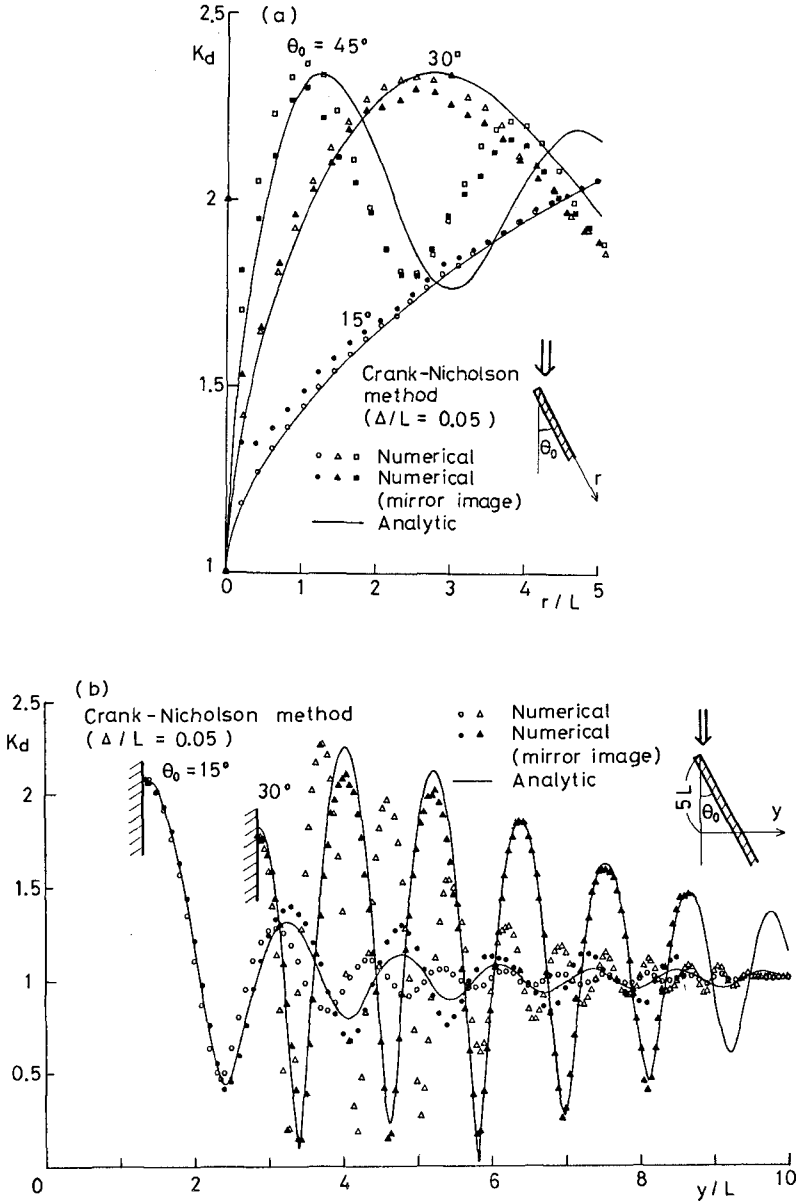 (a)
2.5
Kd
θ0 = 45°
30°
2
15°
1.5
Crank-Nicholson
method
(Δ/L = 0.05)
○ △ □ Numerical
● ▲ ■ Numerical
(mirror image)
Analytic
θ0
r
1
0 1 2 3 4 5
r/L
(b)
2.5
Kd
Crank-Nicholson method
(Δ/L = 0.05)
θ0 = 15°
30°
○ △ Numerical
● ▲ Numerical
(mirror image)
Analytic
5L
θ0
y
2
1.5
1
0.5
0
0 2 4 6 8 10
y/L